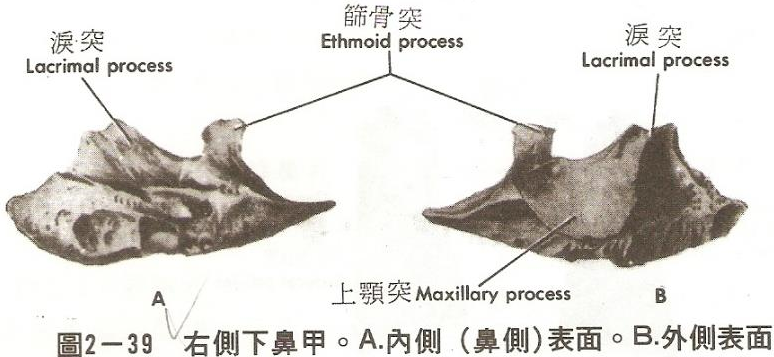 篩骨突
Ethmoid process
淚突
Lacrimal process
淚突
Lacrimal process
上顎突 Maxillary process
A
B
圖2－39 右側下鼻甲。A.內側（鼻側）表面。B.外側表面